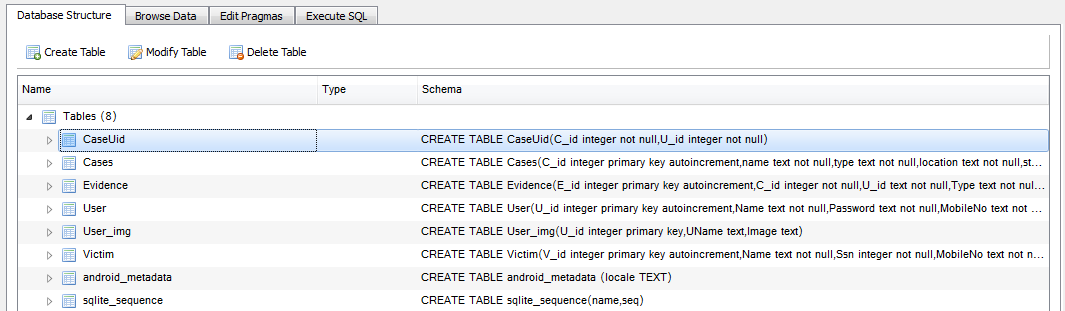 Database Structure Browse Data Edit Pragmas Execute SQL
Create Table Modify Table Delete Table
Name Type Schema
Tables (8)
CaseUid CREATE TABLE CaseUid(C_id integer not null,U_id integer not null)
Cases CREATE TABLE Cases(C_id integer primary key autoincrement,name text not null,type text not null,location text not null,st...
Evidence CREATE TABLE Evidence(E_id integer primary key autoincrement,C_id integer not null,U_id text not null,Type text not nul...
User CREATE TABLE User(U_id integer primary key autoincrement,Name text not null,Password text not null,MobileNo text not ...
User_img CREATE TABLE User_img(U_id integer primary key,UName text,Image text)
Victim CREATE TABLE Victim(V_id integer primary key autoincrement,Name text not null,Ssn integer not null,MobileNo text not n...
android_metadata CREATE TABLE android_metadata (locale TEXT)
sqlite_sequence CREATE TABLE sqlite_sequence(name,seq)